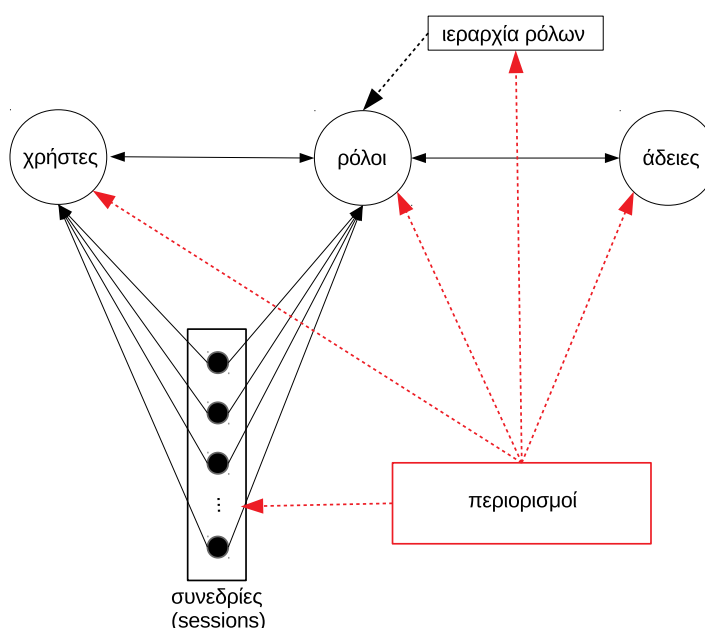 ιεραρχία ρόλων
χρήστες
ρόλοι
άδειες
περιορισμοί
...
συνεδρίες
(sessions)